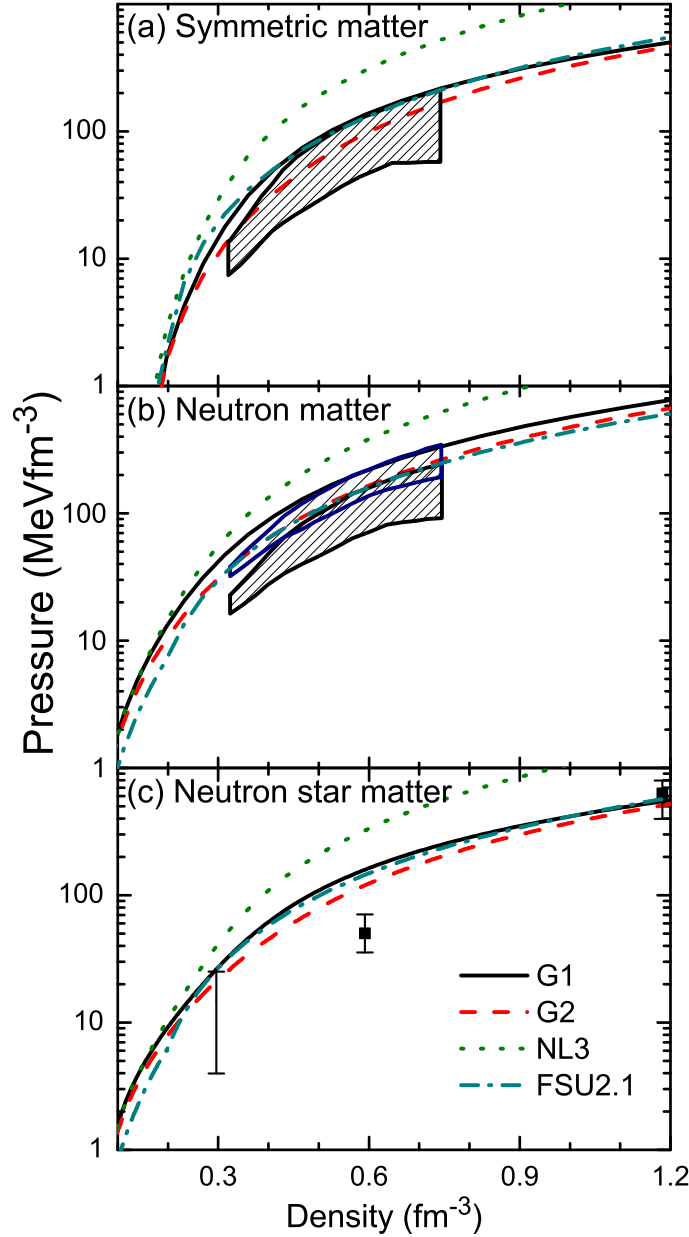 (a) Symmetric matter
100
10
1
(b) Neutron matter
100
10
1
(c) Neutron star matter
100
10
1
G1
G2
NL3
FSU2.1
0.3 0.6 0.9 1.2
Density (fm⁻³)
Pressure (MeVfm⁻³)